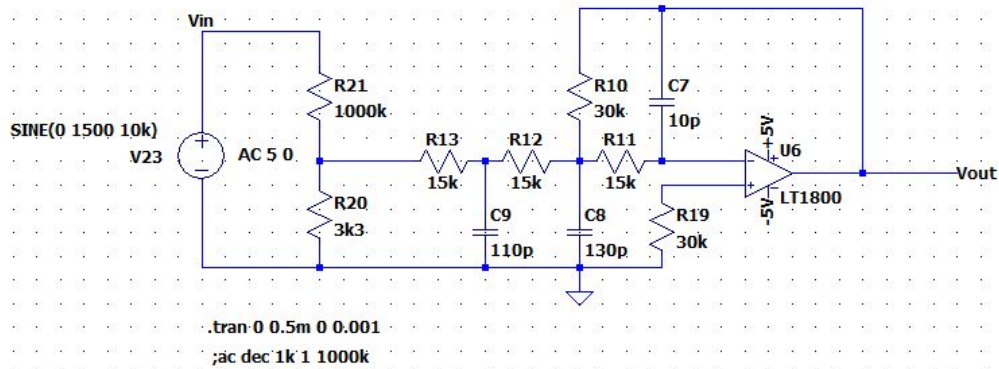 Vin
R21
1000k
SINE(0 1500 10k)
V23
AC 5 0
R20
3k3
R13
15k
R12
15k
R10
30k
C7
10p
R11
15k
C9
110p
C8
130p
R19
30k
+5V
U6
LT1800
-5V
Vout
.tran 0 0.5m 0 0.001
;ac dec 1k 1 1000k